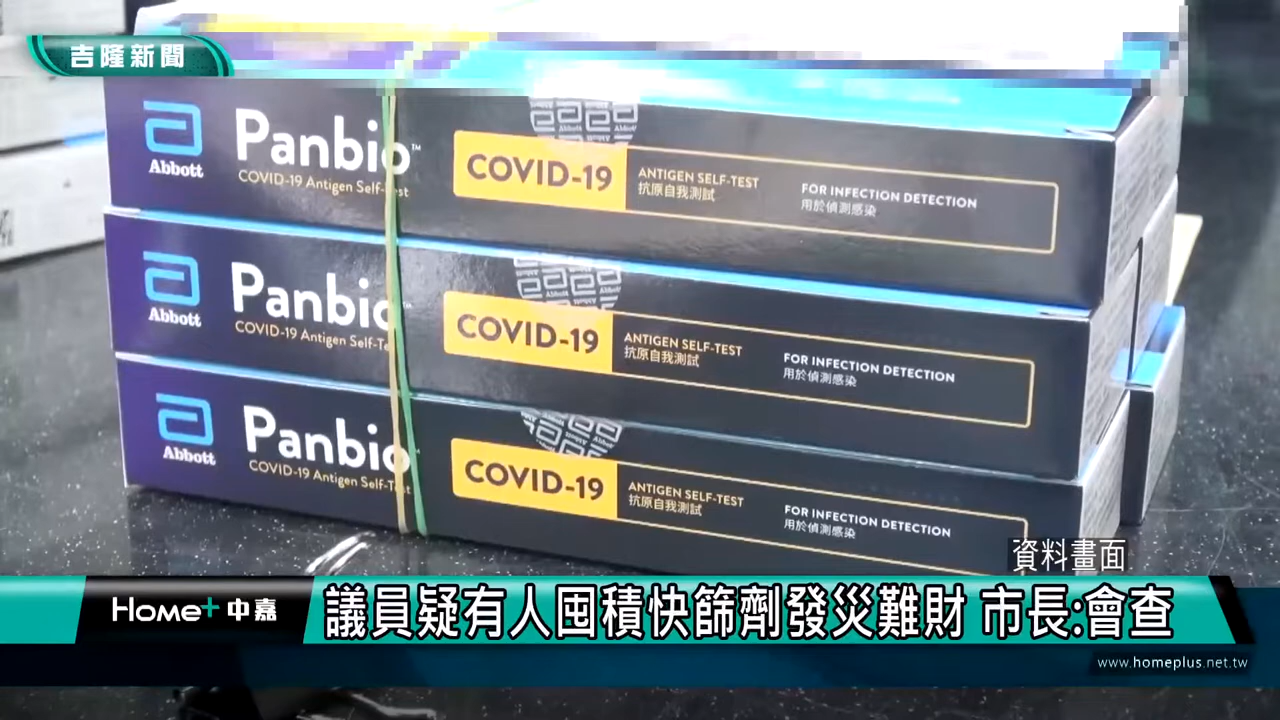 吉隆新聞
Abbott
Panbio™
COVID-19 Antigen Self-Test
COVID-19
ANTIGEN SELF-TEST
抗原自我測試
FOR INFECTION DETECTION
用於偵測感染
Abbott
Panbio
COVID-19 Antigen Self-Te
COVID-19
ANTIGEN SELF-TEST
抗原自我測試
FOR INFECTION DETECTION
用於偵測感染
Abbott
Panbio
COVID-19 Antigen Self-Test
COVID-19
ANTIGEN SELF-TEST
抗原自我測試
FOR INFECTION DETECTION
用於偵測感染
資料畫面
Home+中嘉
議員疑有人囤積快篩劑發災難財 市長:會查
www.homeplus.net.tw